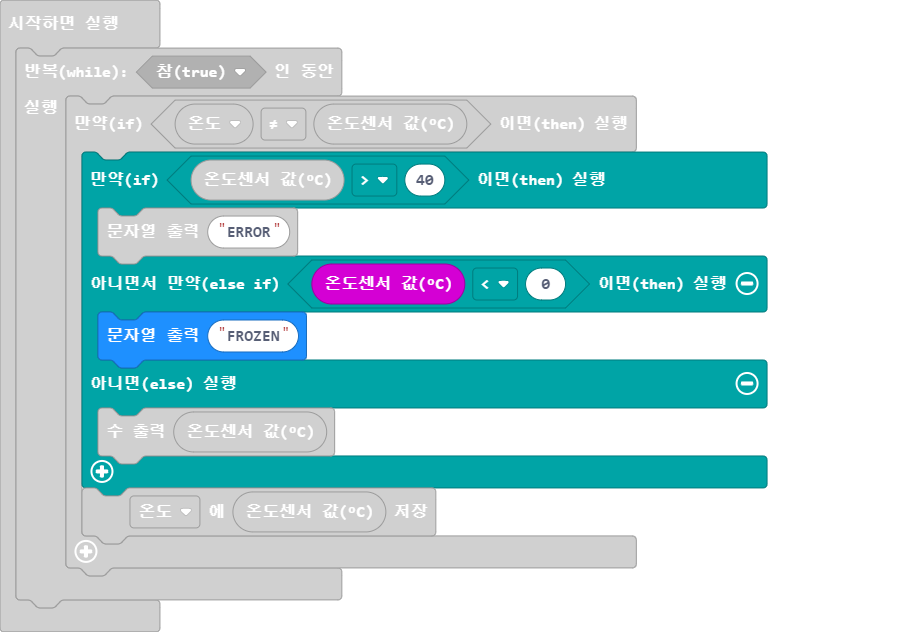 시작하면 실행
반복(while): 참(true) 인 동안
실행
만약(if) 온도 ≠ 온도센서 값(ºC) 이면(then) 실행
만약(if) 온도센서 값(ºC) > 40 이면(then) 실행
문자열 출력 "ERROR"
아니면서 만약(else if) 온도센서 값(ºC) < 0 이면(then) 실행
문자열 출력 "FROZEN"
아니면(else) 실행
수 출력 온도센서 값(ºC)
온도 에 온도센서 값(ºC) 저장